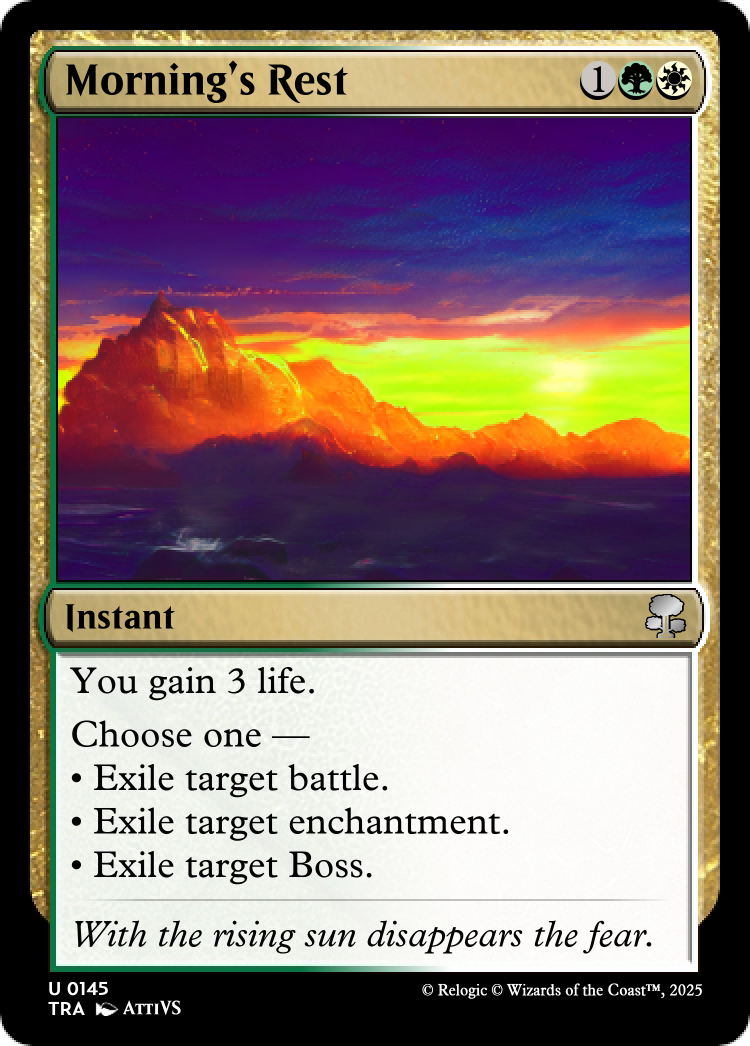 Morning's Rest 1
Instant
You gain 3 life.
Choose one —
• Exile target battle.
• Exile target enchantment.
• Exile target Boss.
With the rising sun disappears the fear.
U 0145
TRA AttiVS
© Relogic © Wizards of the Coast™, 2025